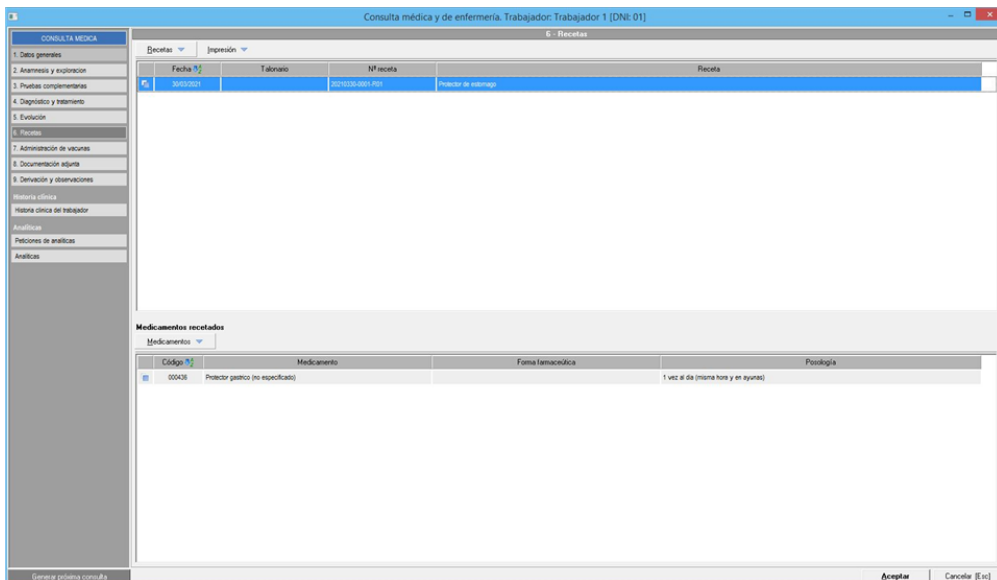 Consulta médica y de enfermería. Trabajador: Trabajador 1 [DNI: 01]
CONSULTA MEDICA
1. Datos generales
2. Anamnesis y exploracion
3. Pruebas complementarias
4. Diagnóstico y tratamiento
5. Evolución
6. Recetas
7. Administración de vacunas
8. Documentación adjunta
9. Derivación y observaciones
Historia clínica
Historia clínica del trabajador
Analíticas
Peticiones de analíticas
Analíticas
Generar próxima consulta
6 - Recetas
Recetas Impresión
Fecha Talonario Nº receta Receta
30/03/2021 20210330-0001-R01 Protector de estomago
Medicamentos recetados
Medicamentos
Código Medicamento Forma farmaceútica Posología
000436 Protector gastrico (no especificado) 1 vez al dia (misma hora y en ayunas)
Aceptar Cancelar [Esc]